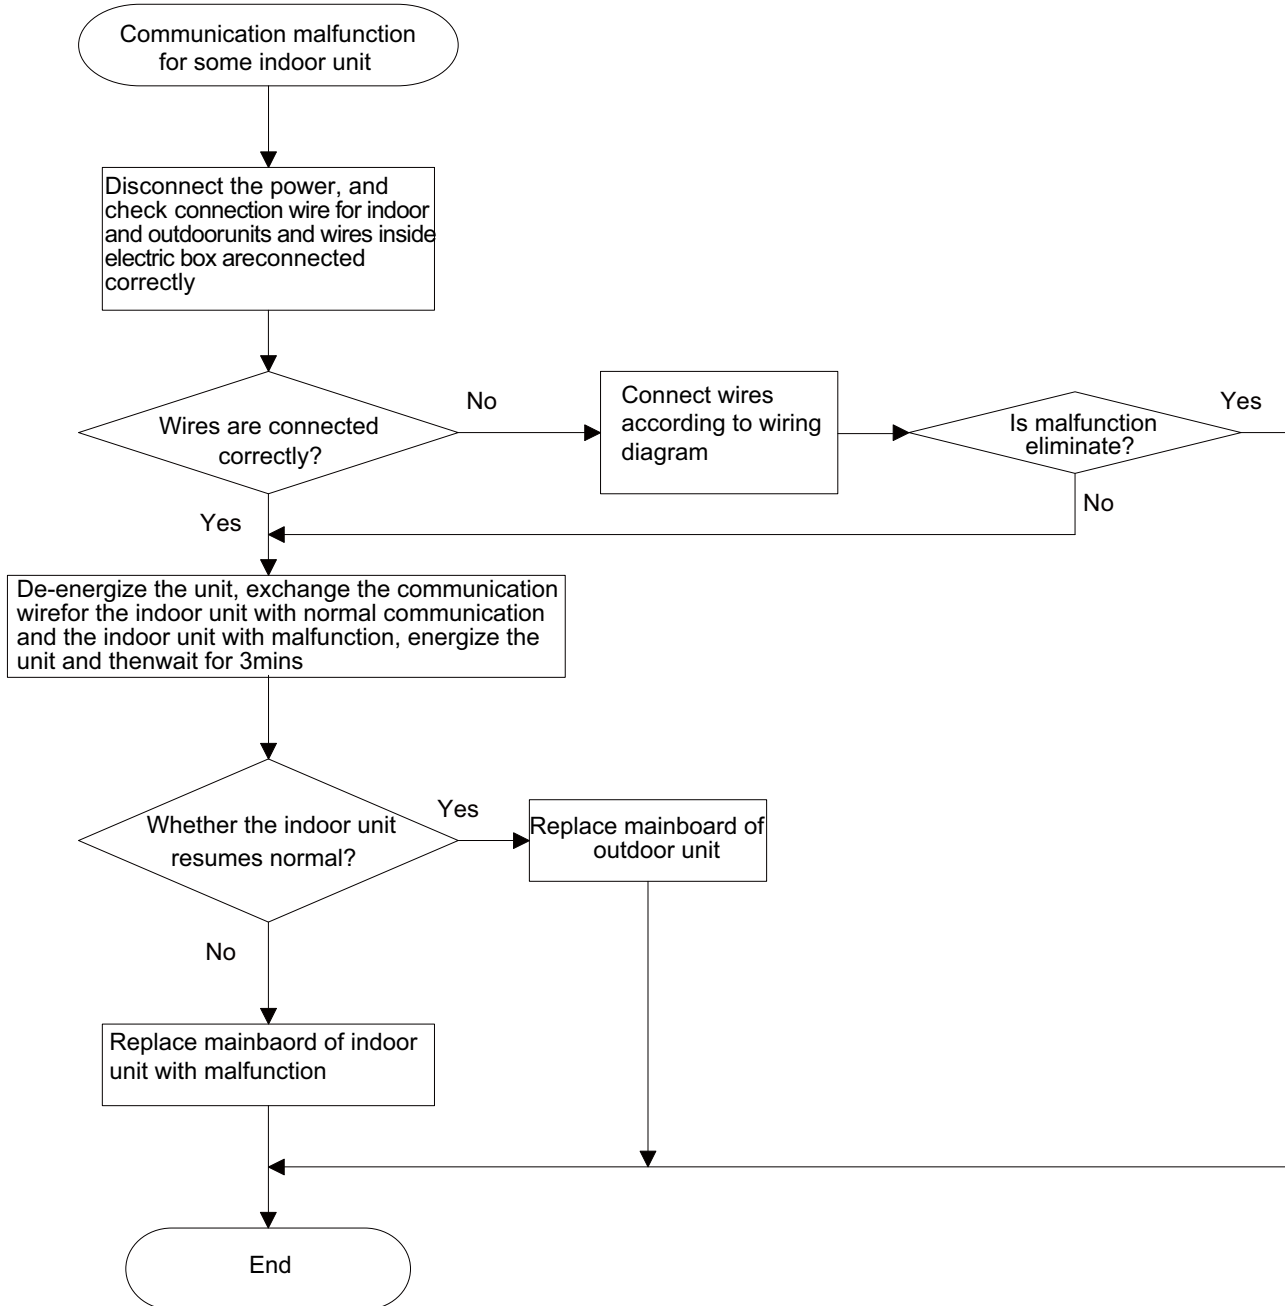 Communication malfunction
for some indoor unit
Disconnect the power, and
check connection wire for indoor
and outdoorunits and wires inside
electric box areconnected
correctly
Wires are connected
correctly?
No
Connect wires
according to wiring
diagram
Is malfunction
eliminate?
Yes
No
Yes
De-energize the unit, exchange the communication
wirefor the indoor unit with normal communication
and the indoor unit with malfunction, energize the
unit and thenwait for 3mins
Whether the indoor unit
resumes normal?
Yes
Replace mainboard of
outdoor unit
No
Replace mainbaord of indoor
unit with malfunction
End